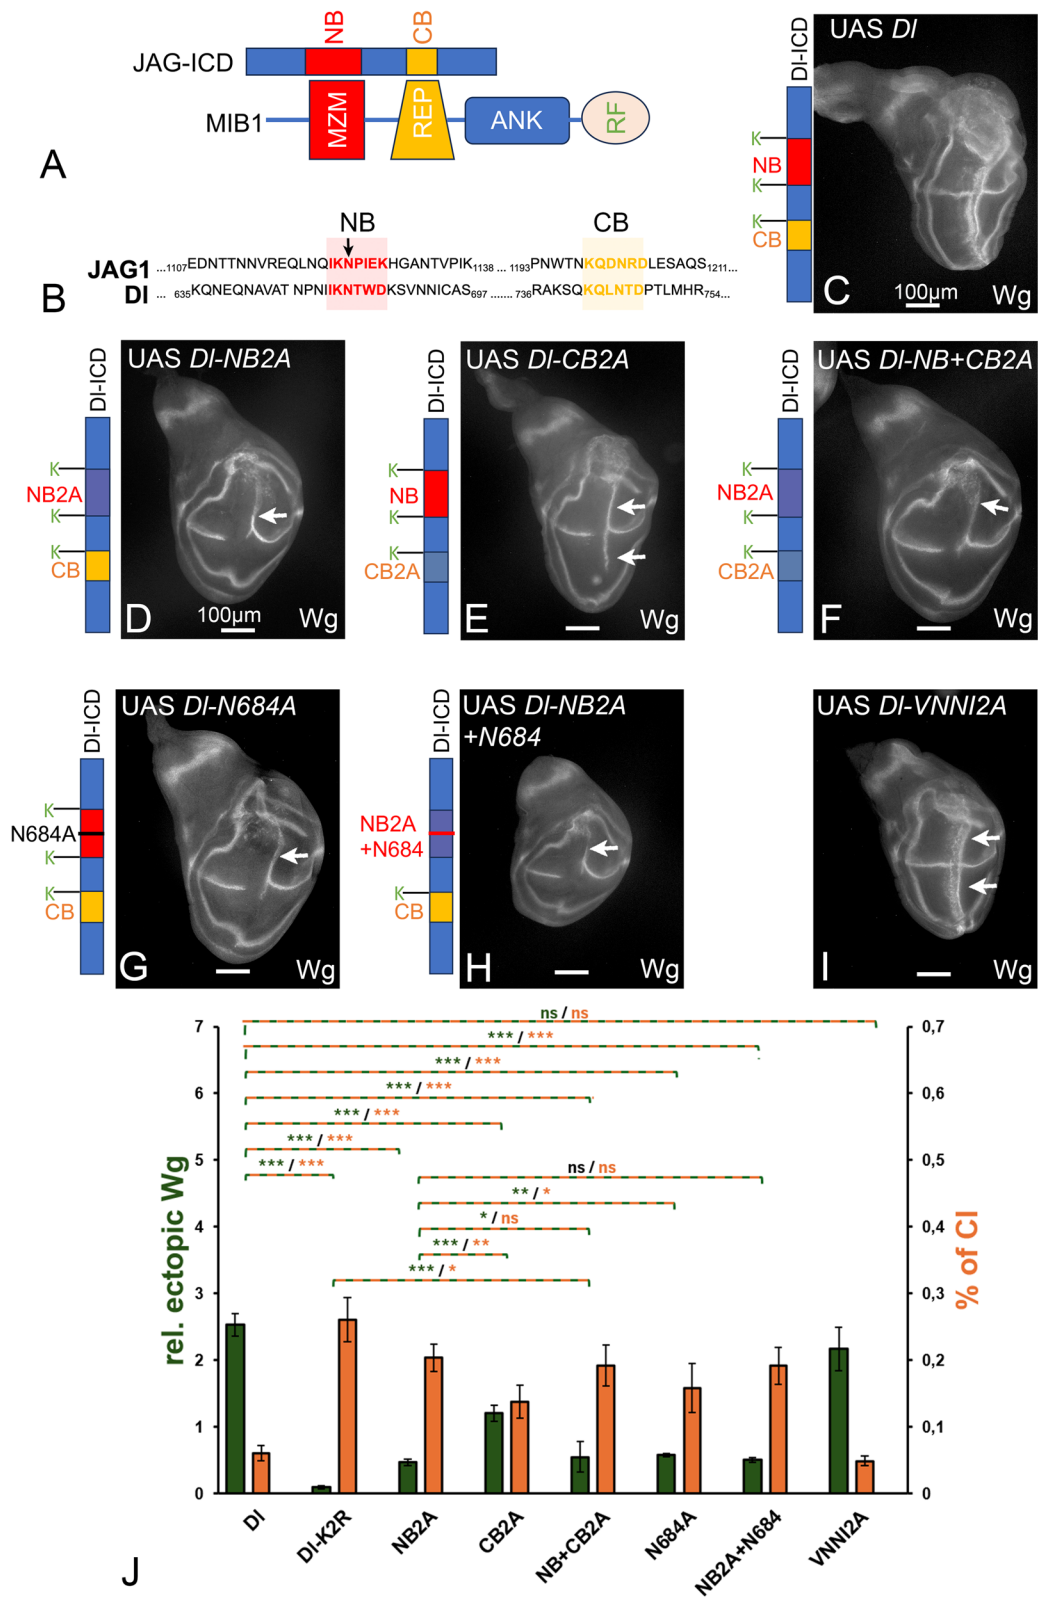 NB
CB
JAG-ICD
MIB1
MZM
REP
ANK
RF
A
NB
CB
JAG1 ...1107EDNTTNNVREQLNQIKNPIEKHGANTVPIK1138 ... 1193PNWTNKQDNRDLESAQS1211...
Dl ... 635KQNEQNAVAT NPNIIKNTWDKSVNNICAS697 ....... 736RAKSQKQLNTDPTLMHR754...
B
Dl-ICD
K
NB
K
K
CB
UAS Dl
C
100µm
Wg
Dl-ICD
K
NB2A
K
K
CB
UAS Dl-NB2A
D
100µm
Wg
Dl-ICD
K
NB
K
K
CB2A
UAS Dl-CB2A
E
Wg
Dl-ICD
K
NB2A
K
K
CB2A
UAS Dl-NB+CB2A
F
Wg
Dl-ICD
K
N684A
K
K
CB
UAS Dl-N684A
G
Wg
Dl-ICD
NB2A
+N684
K
CB
UAS Dl-NB2A
+N684
H
Wg
UAS Dl-VNNI2A
I
Wg
ns / ns
*** / ***
*** / ***
*** / ***
*** / ***
*** / ***
*** / ***
ns / ns
** / *
* / ns
*** / **
*** / *
rel. ectopic Wg
7
6
5
4
3
2
1
0
% of CI
0,7
0,6
0,5
0,4
0,3
0,2
0,1
0
Dl
Dl-K2R
NB2A
CB2A
NB+CB2A
N684A
NB2A+N684
VNNI2A
J